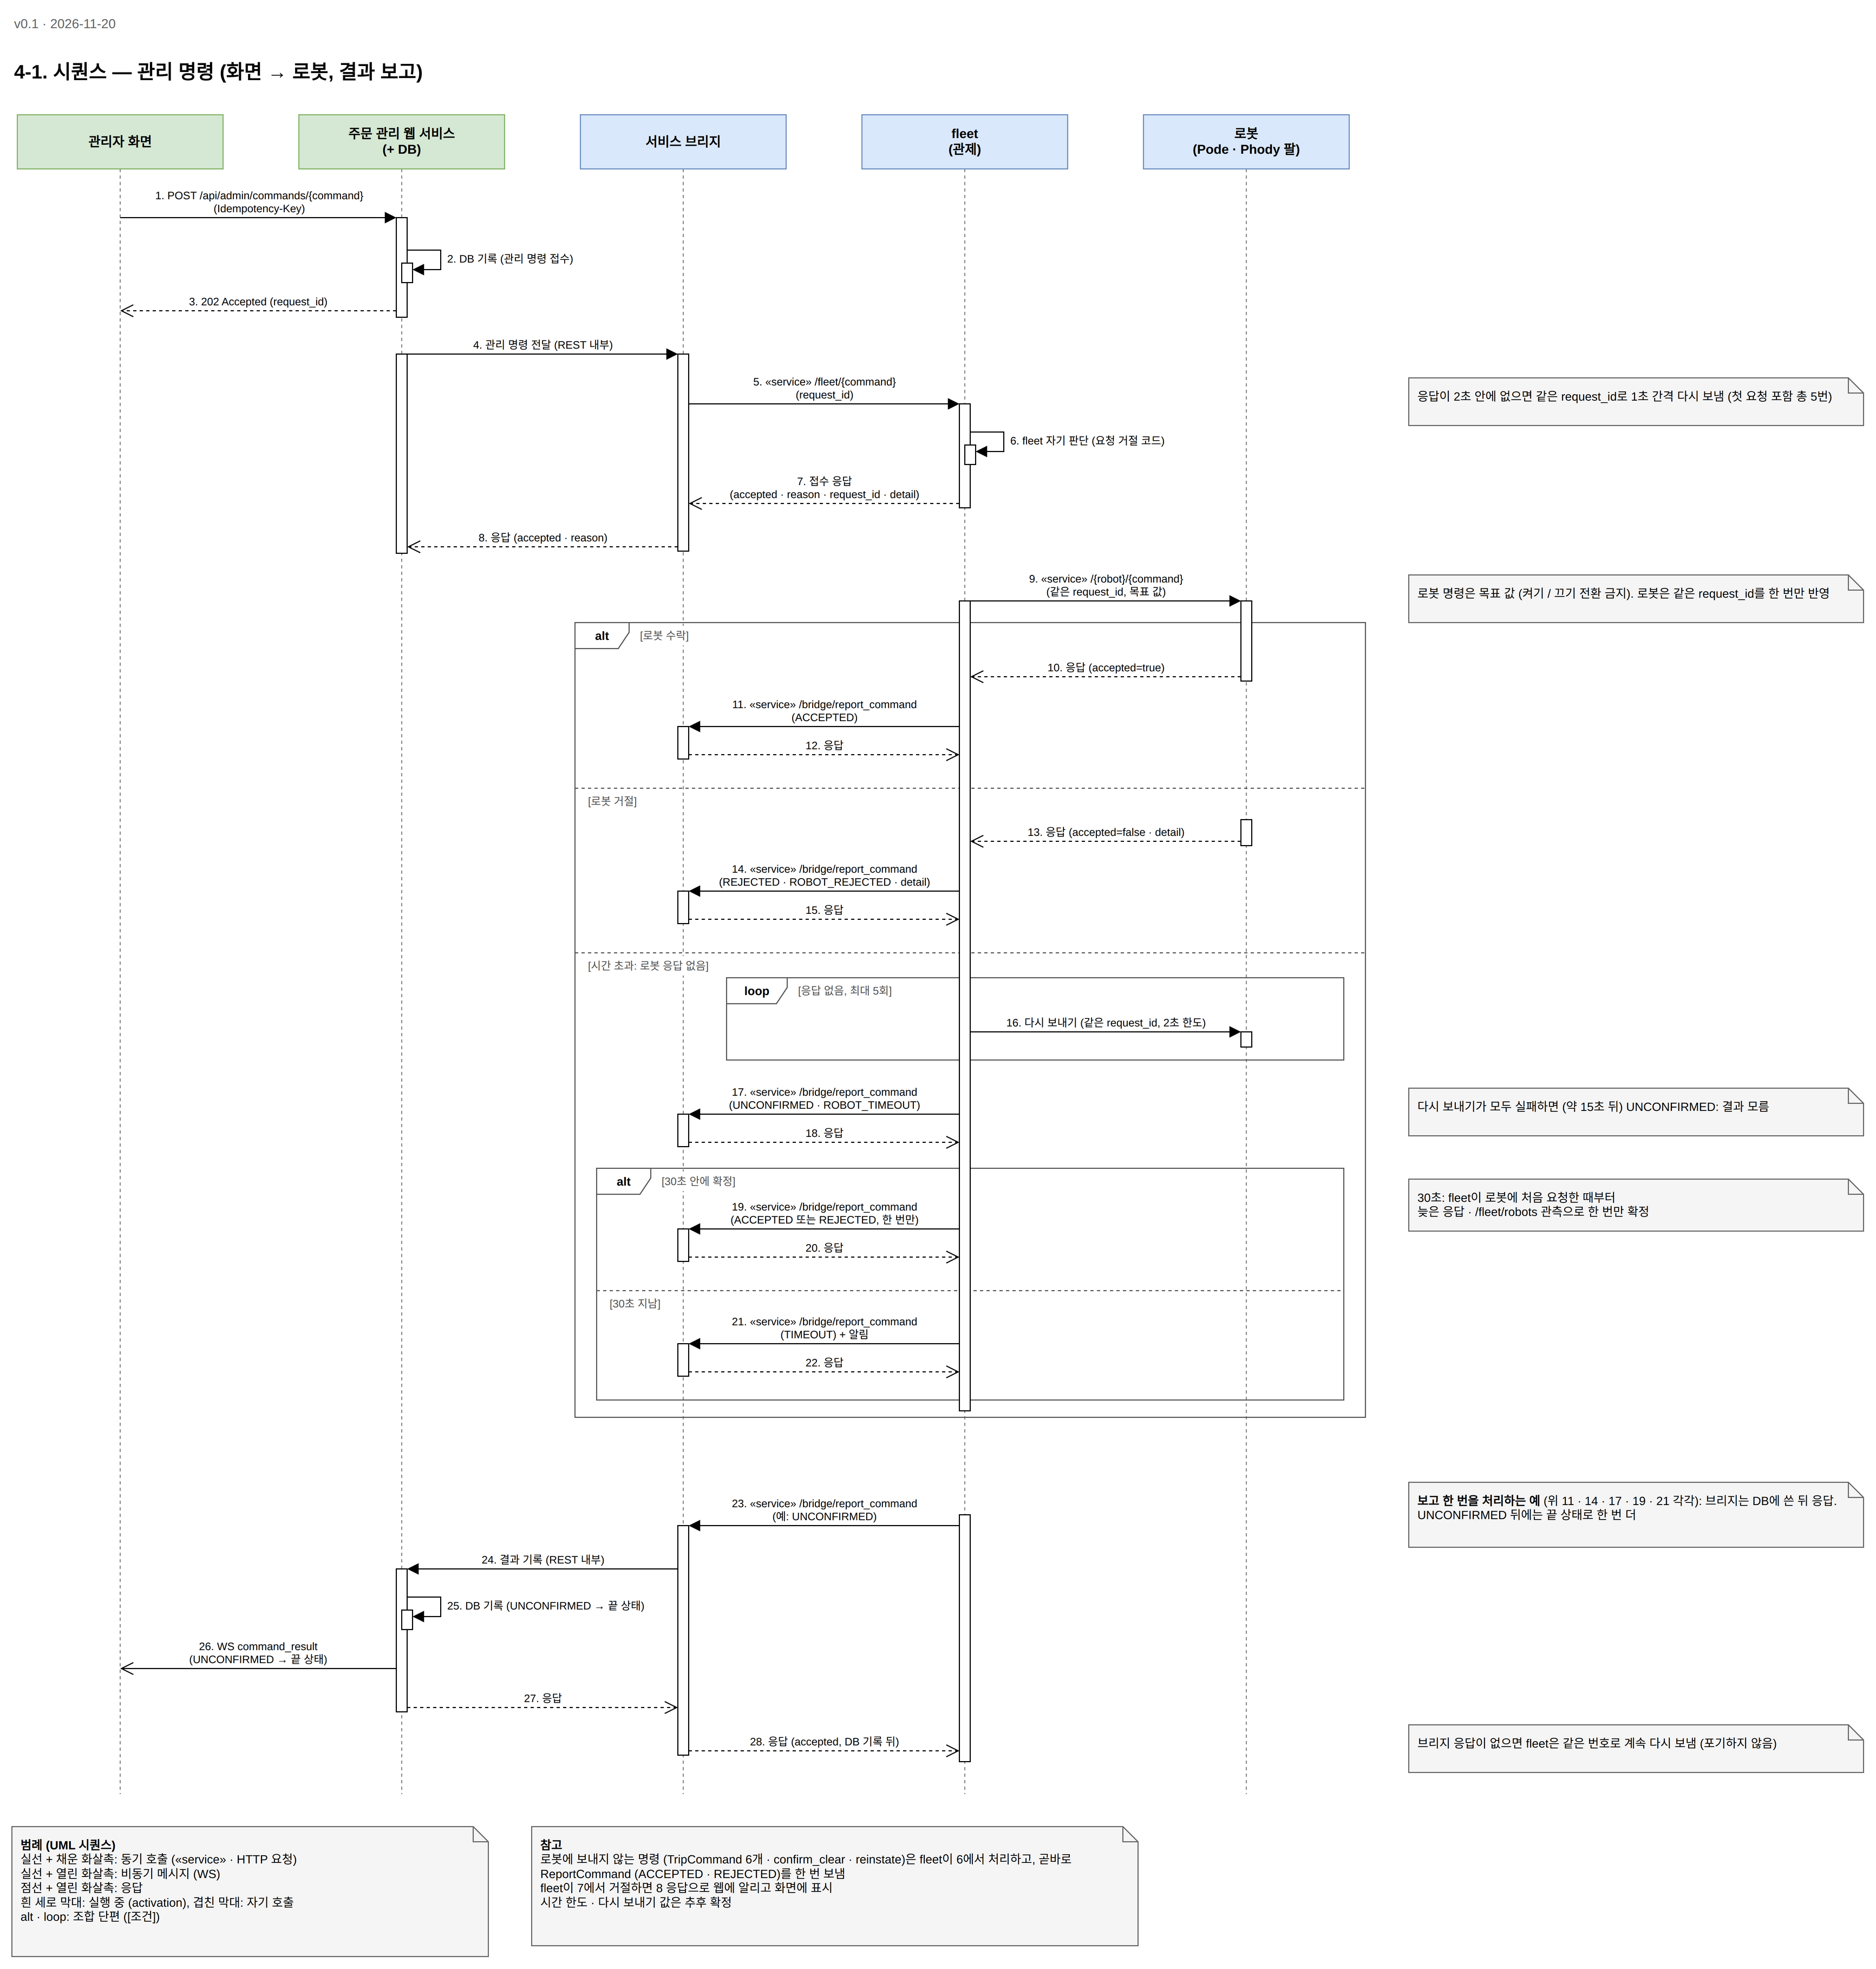 v0.1 · 2026-11-20
4-1. 시퀀스 — 관리 명령 (화면 → 로봇, 결과 보고)
관리자 화면
주문 관리 웹 서비스
(+ DB)
서비스 브리지
fleet
(관제)
로봇
(Pode · Phody 팔)
1. POST /api/admin/commands/{command}
(Idempotency-Key)
2. DB 기록 (관리 명령 접수)
3. 202 Accepted (request_id)
4. 관리 명령 전달 (REST 내부)
5. «service» /fleet/{command}
(request_id)
응답이 2초 안에 없으면 같은 request_id로 1초 간격 다시 보냄 (첫 요청 포함 총 5번)
6. fleet 자기 판단 (요청 거절 코드)
7. 접수 응답
(accepted · reason · request_id · detail)
8. 응답 (accepted · reason)
9. «service» /{robot}/{command}
(같은 request_id, 목표 값)
로봇 명령은 목표 값 (켜기 / 끄기 전환 금지). 로봇은 같은 request_id를 한 번만 반영
alt
[로봇 수락]
10. 응답 (accepted=true)
11. «service» /bridge/report_command
(ACCEPTED)
12. 응답
[로봇 거절]
13. 응답 (accepted=false · detail)
14. «service» /bridge/report_command
(REJECTED · ROBOT_REJECTED · detail)
15. 응답
[시간 초과: 로봇 응답 없음]
loop
[응답 없음, 최대 5회]
16. 다시 보내기 (같은 request_id, 2초 한도)
17. «service» /bridge/report_command
(UNCONFIRMED · ROBOT_TIMEOUT)
다시 보내기가 모두 실패하면 (약 15초 뒤) UNCONFIRMED: 결과 모름
18. 응답
alt
[30초 안에 확정]
30초: fleet이 로봇에 처음 요청한 때부터
늦은 응답 · /fleet/robots 관측으로 한 번만 확정
19. «service» /bridge/report_command
(ACCEPTED 또는 REJECTED, 한 번만)
20. 응답
[30초 지남]
21. «service» /bridge/report_command
(TIMEOUT) + 알림
22. 응답
23. «service» /bridge/report_command
(예: UNCONFIRMED)
보고 한 번을 처리하는 예 (위 11 · 14 · 17 · 19 · 21 각각): 브리지는 DB에 쓴 뒤 응답.
UNCONFIRMED 뒤에는 끝 상태로 한 번 더
24. 결과 기록 (REST 내부)
25. DB 기록 (UNCONFIRMED → 끝 상태)
26. WS command_result
(UNCONFIRMED → 끝 상태)
27. 응답
28. 응답 (accepted, DB 기록 뒤)
브리지 응답이 없으면 fleet은 같은 번호로 계속 다시 보냄 (포기하지 않음)
범례 (UML 시퀀스)
실선 + 채운 화살촉: 동기 호출 («service» · HTTP 요청)
실선 + 열린 화살촉: 비동기 메시지 (WS)
점선 + 열린 화살촉: 응답
흰 세로 막대: 실행 중 (activation), 겹친 막대: 자기 호출
alt · loop: 조합 단편 ([조건])
참고
로봇에 보내지 않는 명령 (TripCommand 6개 · confirm_clear · reinstate)은 fleet이 6에서 처리하고, 곧바로
ReportCommand (ACCEPTED · REJECTED)를 한 번 보냄
fleet이 7에서 거절하면 8 응답으로 웹에 알리고 화면에 표시
시간 한도 · 다시 보내기 값은 추후 확정